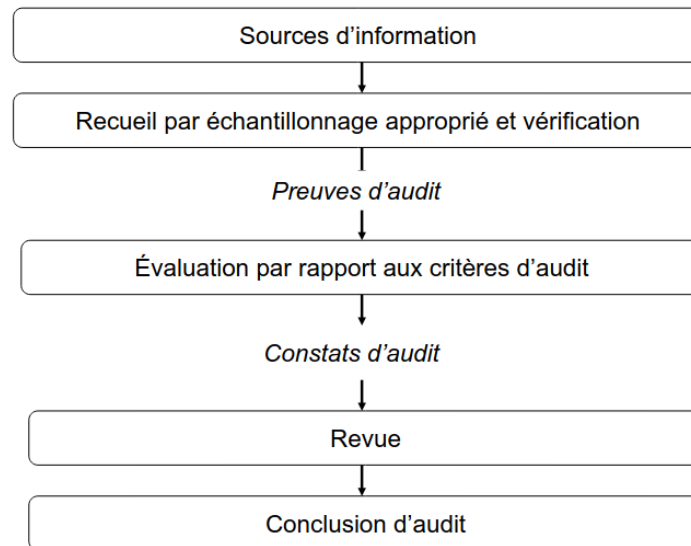 Sources d’information
Recueil par échantillonnage approprié et vérification
Preuves d’audit
Évaluation par rapport aux critères d’audit
Constats d’audit
Revue
Conclusion d’audit